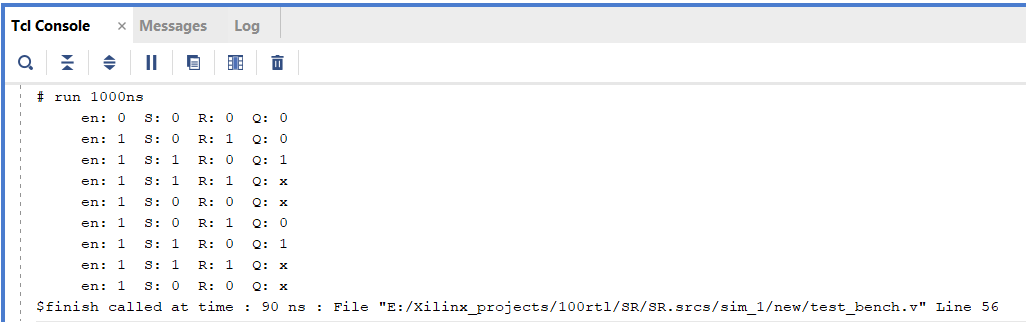 Tcl Console × Messages Log
# run 1000ns
en: 0 S: 0 R: 0 Q: 0
en: 1 S: 0 R: 1 Q: 0
en: 1 S: 1 R: 0 Q: 1
en: 1 S: 1 R: 1 Q: x
en: 1 S: 0 R: 0 Q: x
en: 1 S: 0 R: 1 Q: 0
en: 1 S: 1 R: 0 Q: 1
en: 1 S: 1 R: 1 Q: x
en: 1 S: 0 R: 0 Q: x
$finish called at time : 90 ns : File "E:/Xilinx_projects/100rtl/SR/SR.srcs/sim_1/new/test_bench.v" Line 56